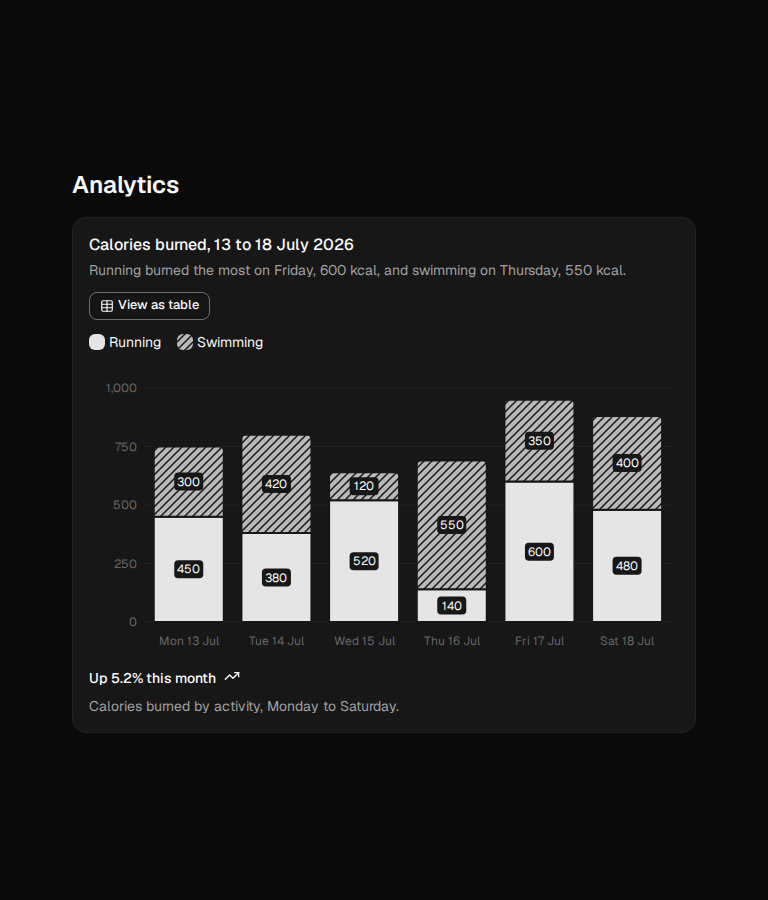 Analytics
Calories burned, 13 to 18 July 2026
Running burned the most on Friday, 600 kcal, and swimming on Thursday, 550 kcal.
View as table
Running Swimming
1,000
750
500
250
0
300 420 120 550 350 400
450 380 520 140 600 480
Mon 13 Jul Tue 14 Jul Wed 15 Jul Thu 16 Jul Fri 17 Jul Sat 18 Jul
Up 5.2% this month
Calories burned by activity, Monday to Saturday.